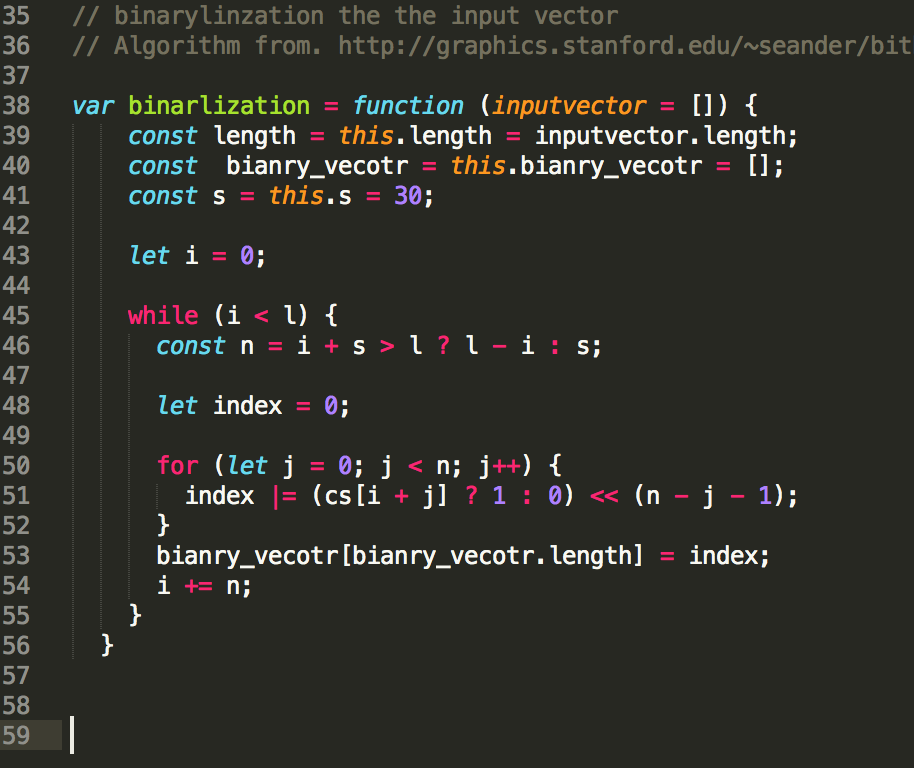 35 // binarylinzation the the input vector
36 // Algorithm from. http://graphics.stanford.edu/~seander/bit
37
38 var binarlization = function (inputvector = []) {
39 const length = this.length = inputvector.length;
40 const  bianry_vecotr = this.bianry_vecotr = [];
41 const s = this.s = 30;
42
43 let i = 0;
44
45 while (i < l) {
46 const n = i + s > l ? l - i : s;
47
48 let index = 0;
49
50 for (let j = 0; j < n; j++) {
51 index |= (cs[i + j] ? 1 : 0) << (n - j - 1);
52 }
53 bianry_vecotr[bianry_vecotr.length] = index;
54 i += n;
55 }
56 }
57
58
59